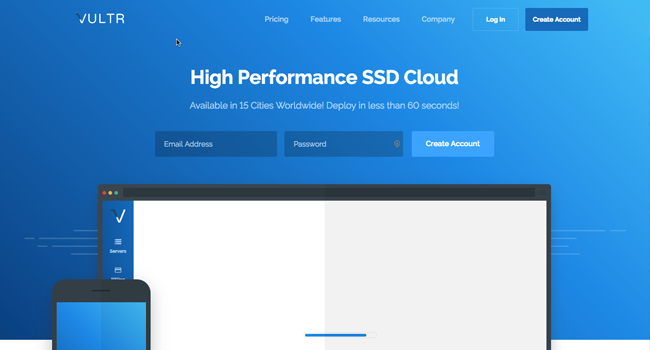 VULTR
Pricing
Features
Resources
Company
Log In
Create Account
High Performance SSD Cloud
Available in 15 Cities Worldwide! Deploy in less than 60 seconds!
Email Address
Password
Create Account
V
Servers